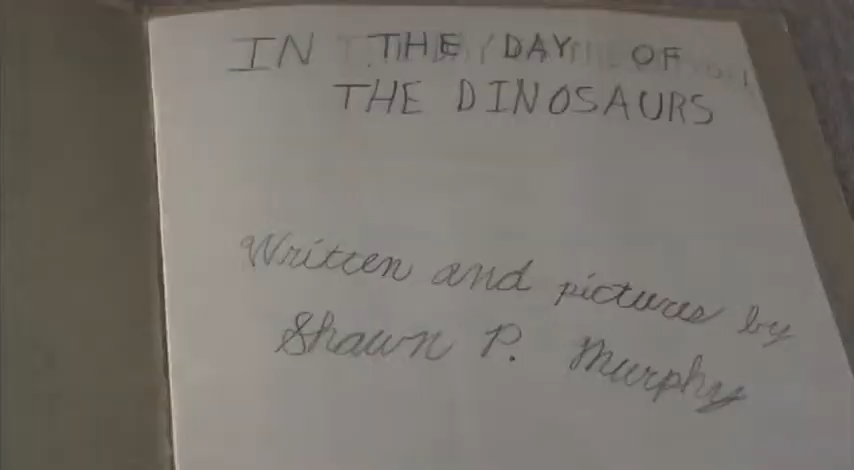 IN THE DAY OF
THE DINOSAURS
Written and pictures by
Shawn P. Murphy